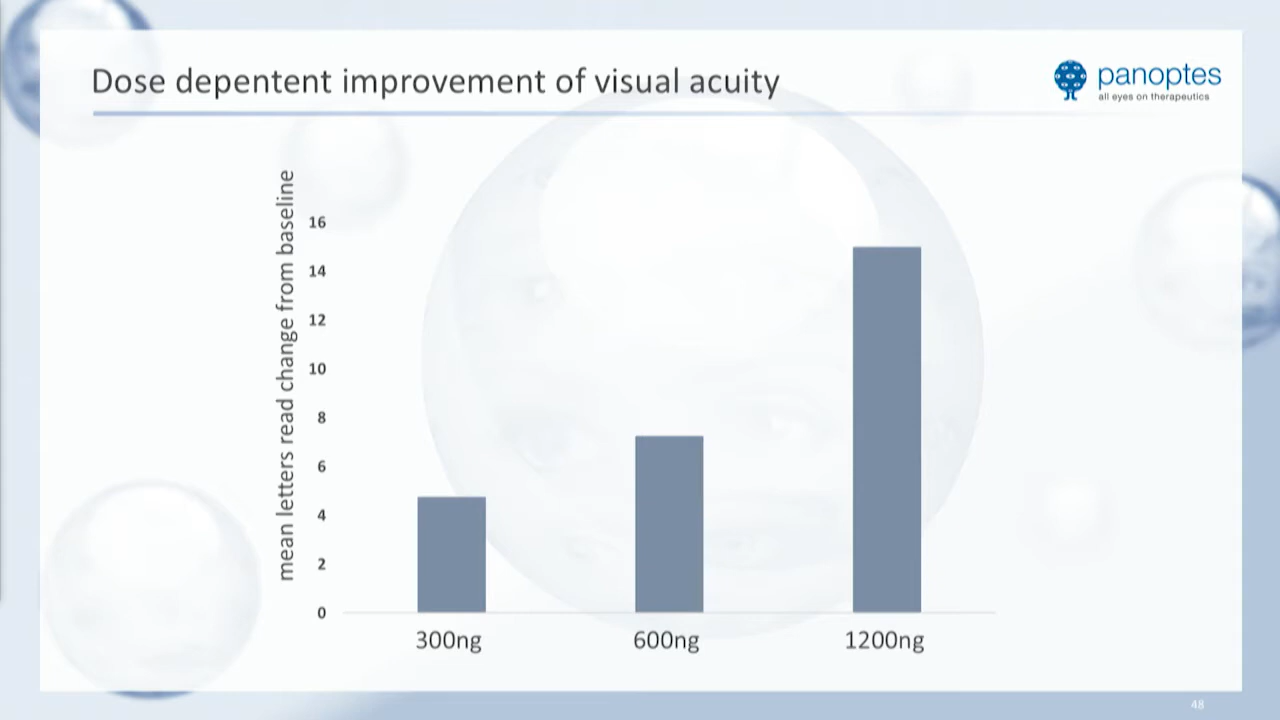 Dose depentent improvement of visual acuity
panoptes
all eyes on therapeutics
mean letters read change from baseline
16
14
12
10
8
6
4
2
0
300ng
600ng
1200ng
48